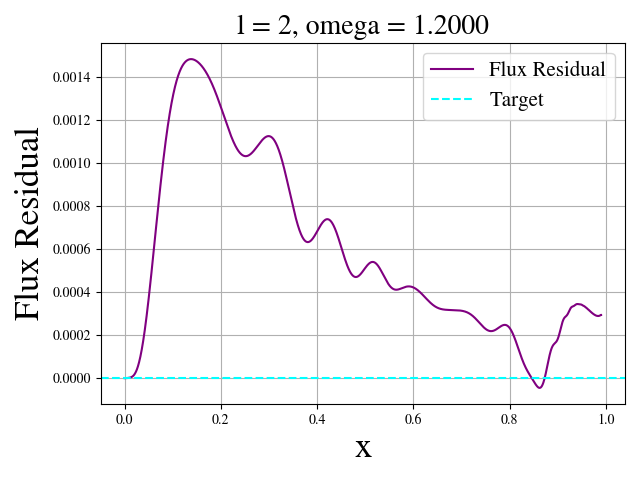 l = 2, omega = 1.2000
Flux Residual
Target
Flux Residual
0.0014
0.0012
0.0010
0.0008
0.0006
0.0004
0.0002
0.0000
0.0 0.2 0.4 0.6 0.8 1.0
x